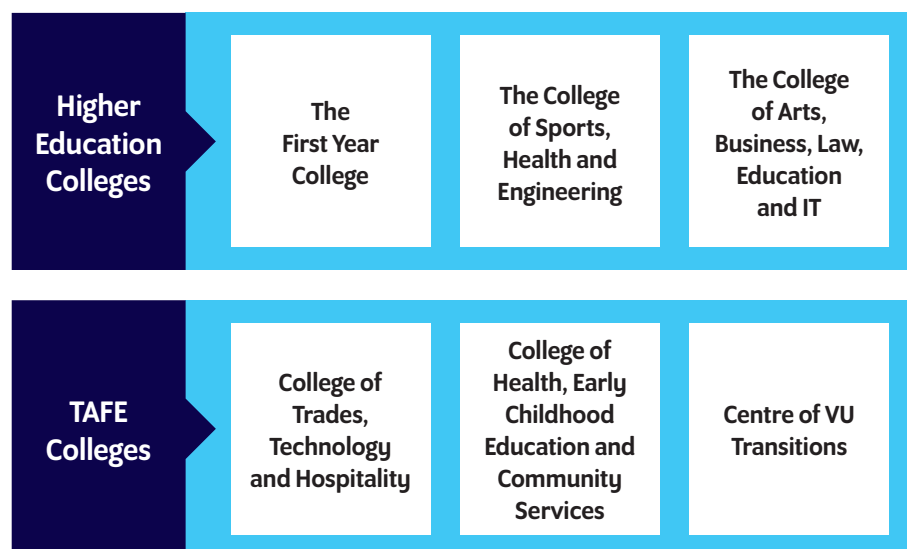 Higher
Education
Colleges
The
First Year
College
The College
of Sports,
Health and
Engineering
The College
of Arts,
Business, Law,
Education
and IT
TAFE
Colleges
College of
Trades,
Technology
and Hospitality
College of
Health, Early
Childhood
Education and
Community
Services
Centre of VU
Transitions